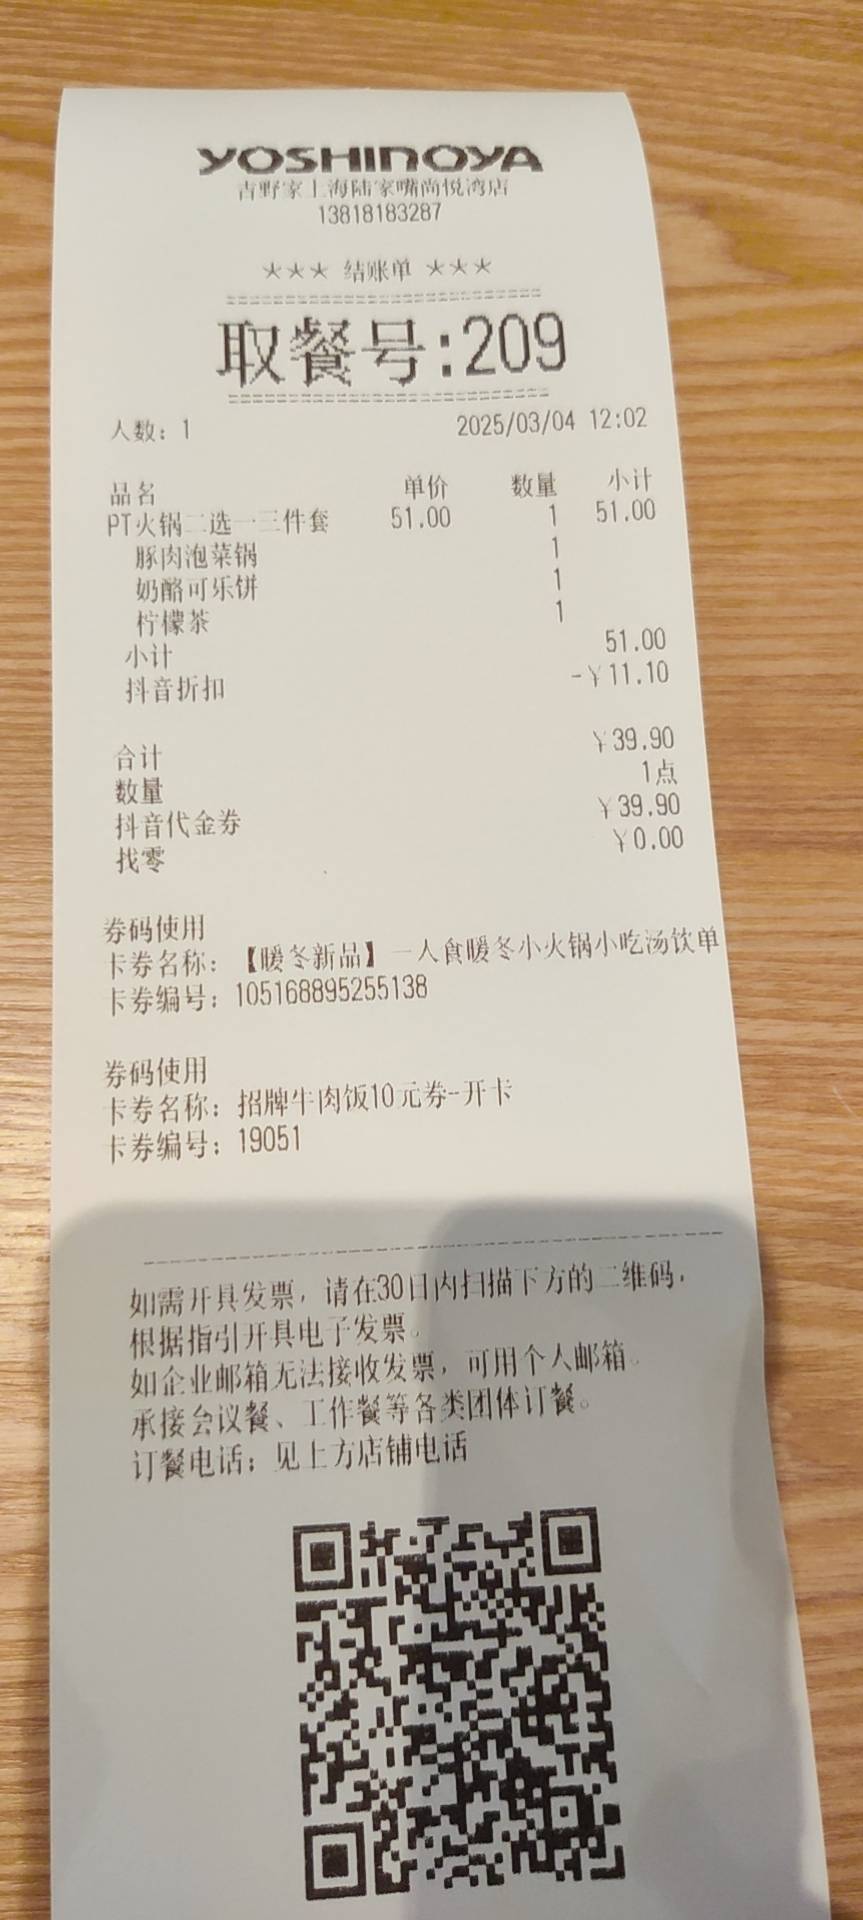 YOSHINOYA
吉野家上海陆家嘴尚悦湾店
13818183287
*** 结账单 ***
取餐号:209
人数: 1 2025/03/04 12:02
品名 单价 数量 小计
PT火锅二选一三件套 51.00 1 51.00
豚肉泡菜锅 1
奶酪可乐饼 1
柠檬茶 1
小计 51.00
抖音折扣 -¥11.10
合计 ¥39.90
数量 1点
抖音代金券 ¥39.90
找零 ¥0.00
券码使用
卡券名称: 【暖冬新品】一人食暖冬小火锅小吃汤饮单
卡券编号: 105168895255138
券码使用
卡券名称: 招牌牛肉饭10元券-开卡
卡券编号: 19051
如需开具发票, 请在30日内扫描下方的二维码,
根据指引开具电子发票。
如企业邮箱无法接收发票, 可用个人邮箱。
承接会议餐、工作餐等各类团体订餐。
订餐电话: 见上方店铺电话